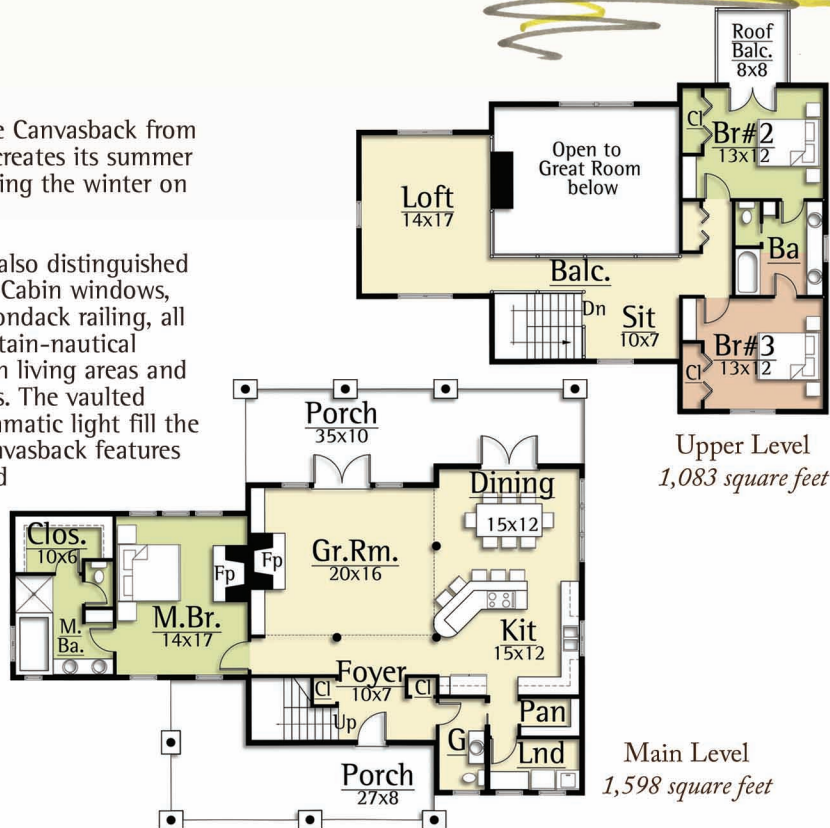 e Canvasback from
creates its summer
ing the winter on
also distinguished
Cabin windows,
ondack railing, all
tain-nautical
n living areas and
s. The vaulted
matic light fill the
nvasback features
d
Roof
Balc.
8x8
Cl
Br#2
13x12
Open to
Great Room
below
Loft
14x17
Ba
Balc.
Dn
Sit
10x7
Br#3
13x12
Cl
Upper Level
1,083 square feet
Porch
35x10
Dining
15x12
Clos.
10x6
Gr.Rm.
20x16
Fp
Fp
M.Br.
14x17
M.
Ba.
Kit
15x12
Foyer
10x7
Cl
Cl
Up
Pan
G
Lnd
Porch
27x8
Main Level
1,598 square feet